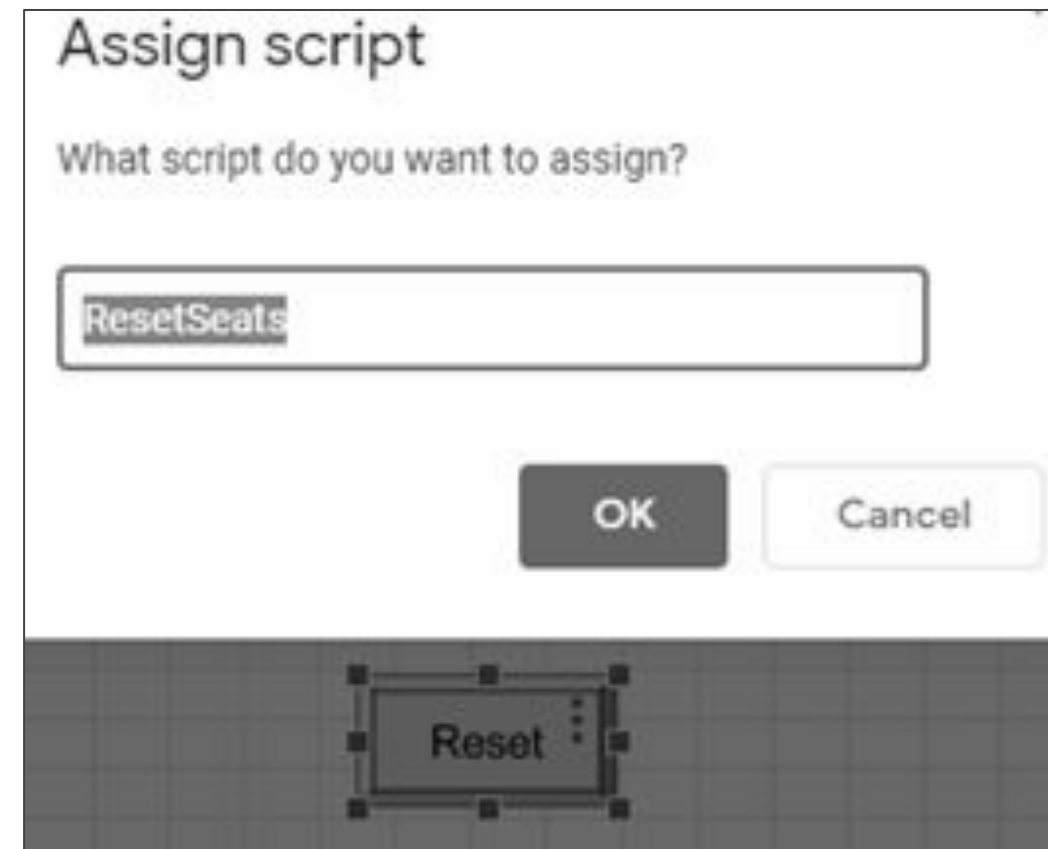 Assign script
What script do you want to assign?
ResetSeats
OK
Cancel
Reset